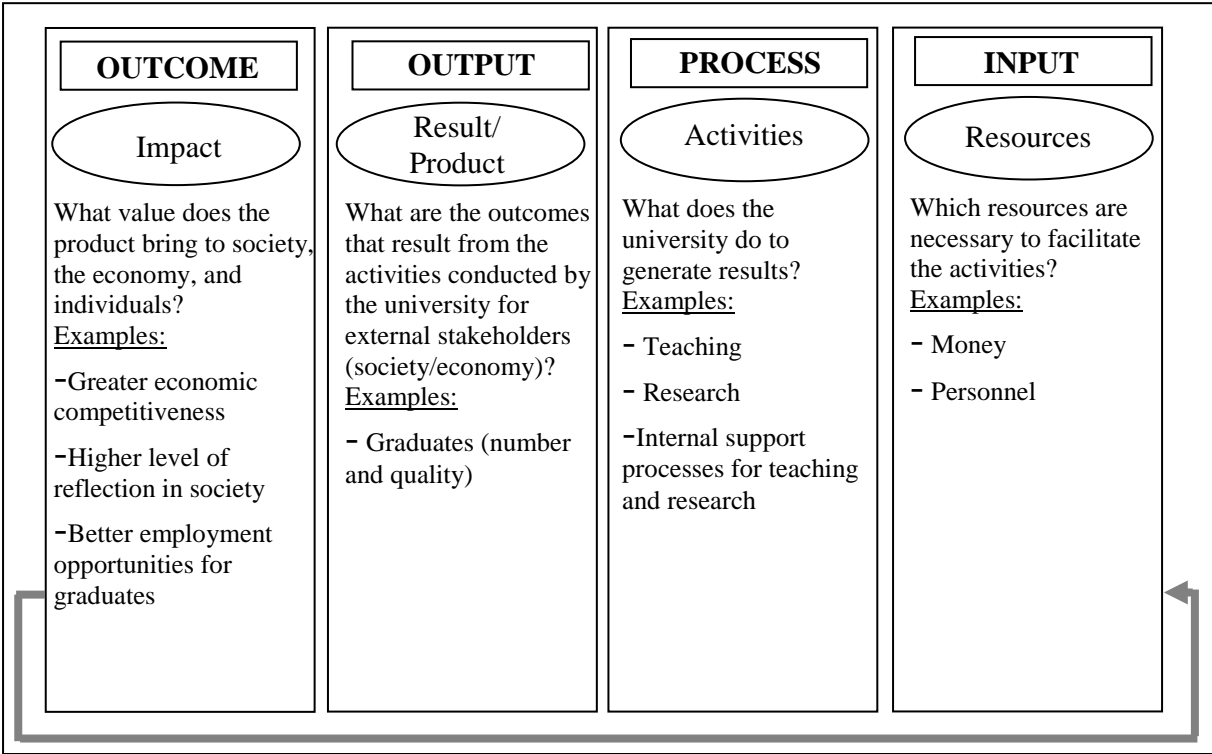 OUTCOME
Impact
What value does the
product bring to society,
the economy, and
individuals?
Examples:
-Greater economic
competitiveness
-Higher level of
reflection in society
-Better employment
opportunities for
graduates
OUTPUT
Result/
Product
What are the outcomes
that result from the
activities conducted by
the university for
external stakeholders
(society/economy)?
Examples:
- Graduates (number
and quality)
PROCESS
Activities
What does the
university do to
generate results?
Examples:
- Teaching
- Research
-Internal support
processes for teaching
and research
INPUT
Resources
Which resources are
necessary to facilitate
the activities?
Examples:
- Money
- Personnel